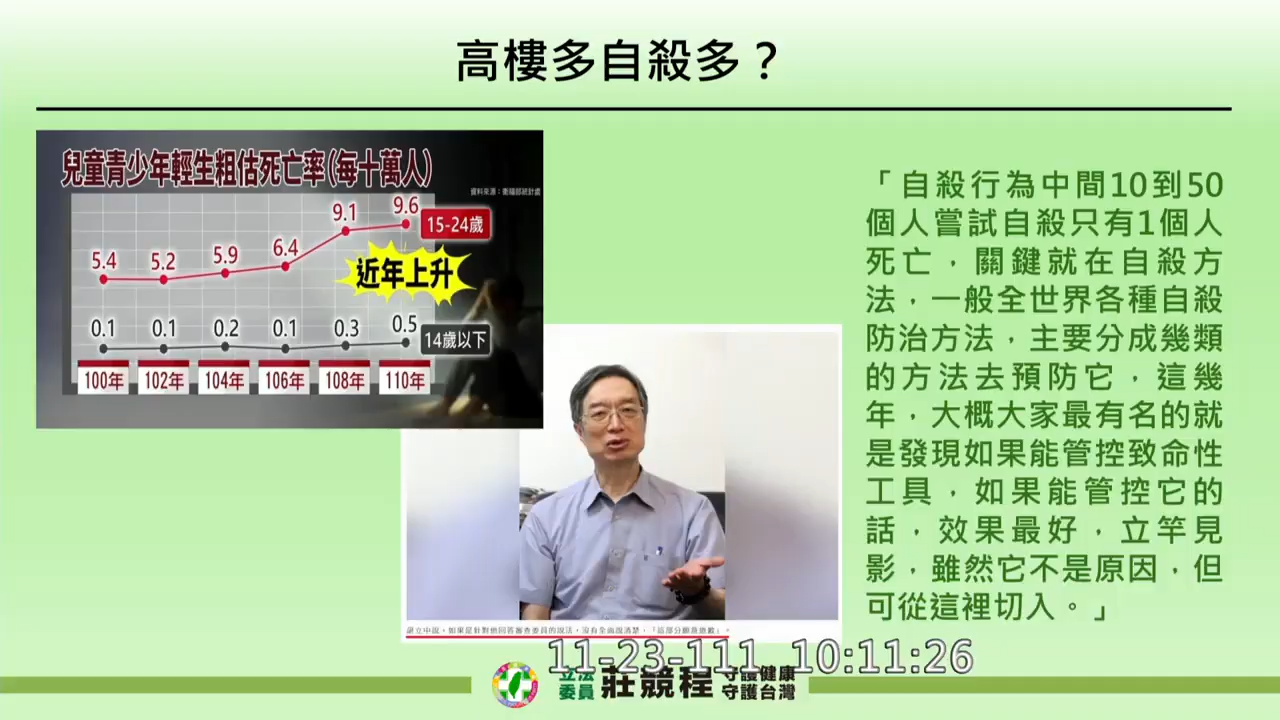 高樓多自殺多？
兒童青少年輕生粗估死亡率(每十萬人)
資料來源：衛福部統計處
5.4 5.2 5.9 6.4 9.1 9.6 15-24歲
近年上升
0.1 0.1 0.2 0.1 0.3 0.5 14歲以下
100年 102年 104年 106年 108年 110年
「自殺行為中間10到50
個人嘗試自殺只有1個人
死亡，關鍵就在自殺方
法，一般全世界各種自殺
防治方法，主要分成幾類
的方法去預防它，這幾
年，大概大家最有名的就
是發現如果能管控致命性
工具，如果能管控它的
話，效果最好，立竿見
影，雖然它不是原因，但
可從這裡切入。」
11-23-111 10:11:26
立法
委員
莊競程
守護健康
守護台灣